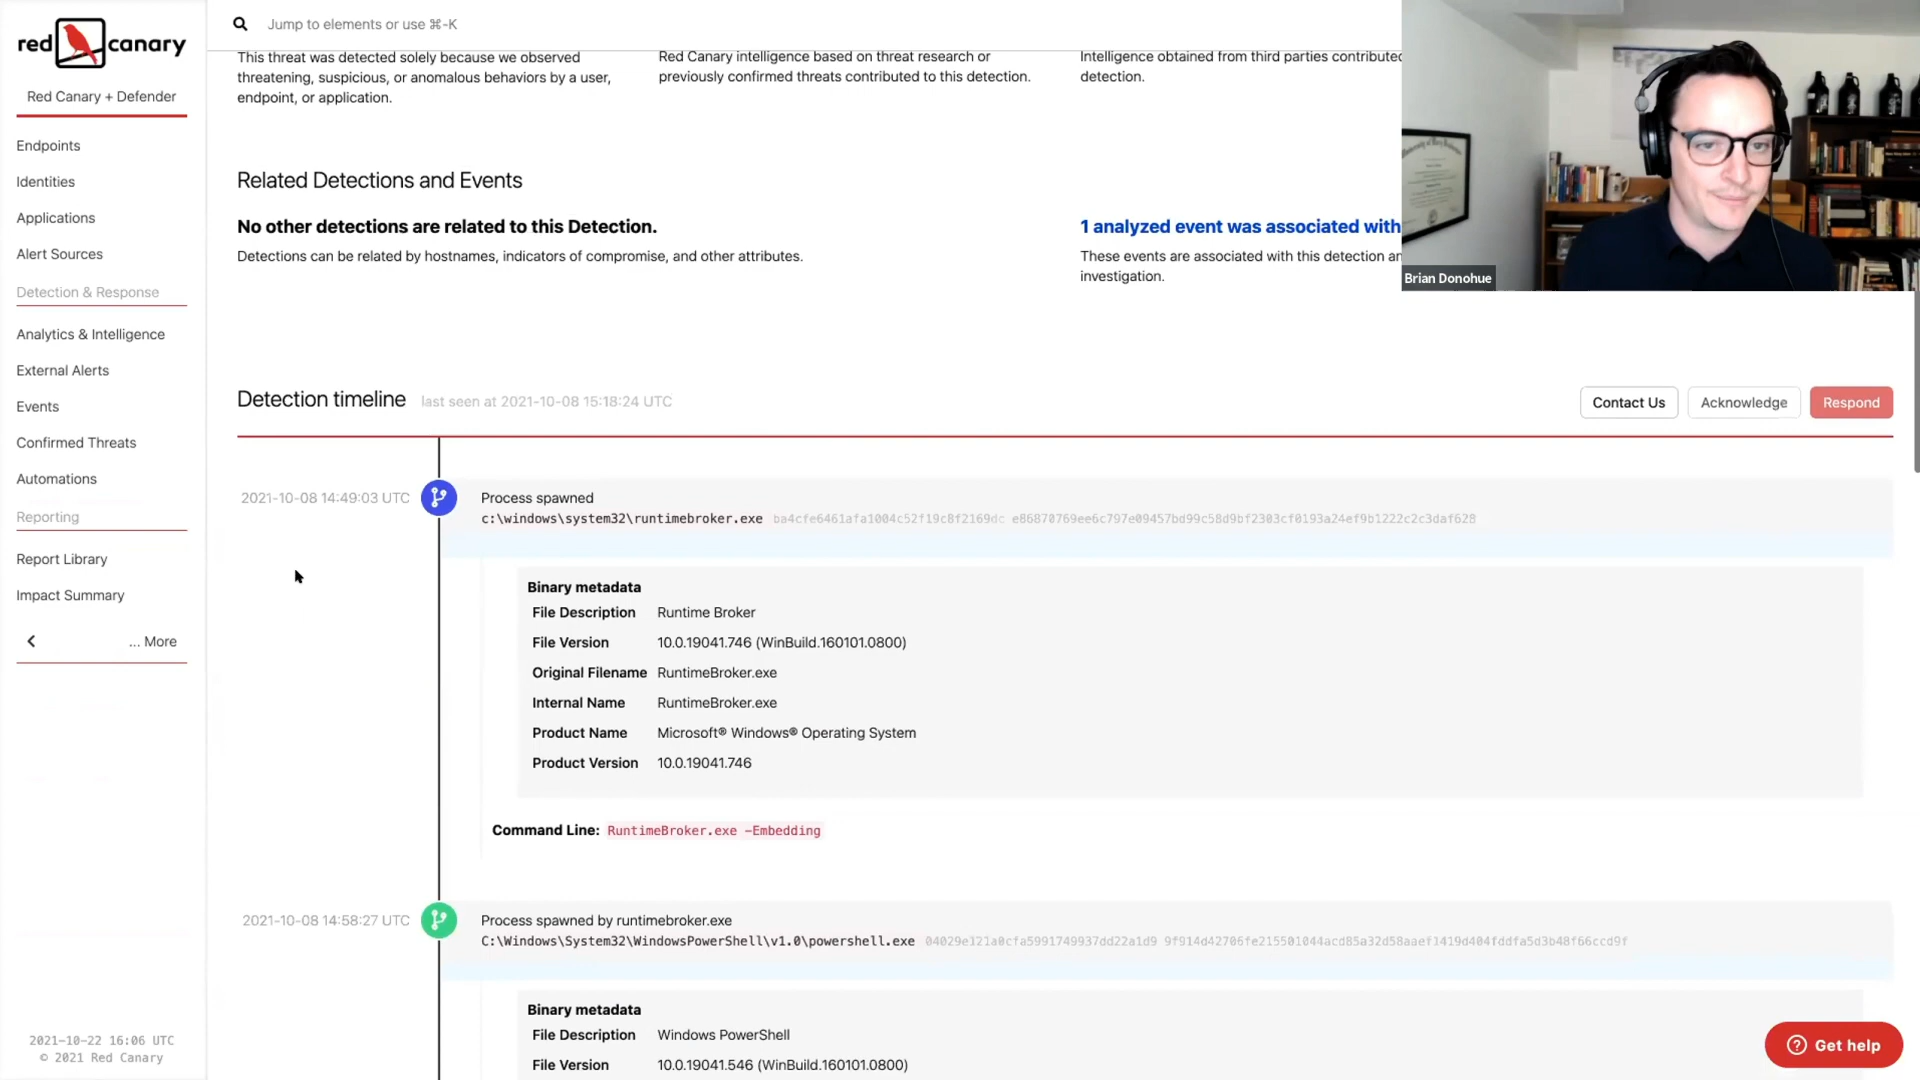 red canary
Red Canary + Defender
Endpoints
Identities
Applications
Alert Sources
Detection & Response
Analytics & Intelligence
External Alerts
Events
Confirmed Threats
Automations
Reporting
Report Library
Impact Summary
... More
2021-10-22 16:06 UTC
© 2021 Red Canary
Jump to elements or use ⌘-K
This threat was detected solely because we observed
threatening, suspicious, or anomalous behaviors by a user,
endpoint, or application.
Red Canary intelligence based on threat research or
previously confirmed threats contributed to this detection.
Intelligence obtained from third parties contributed
detection.
Brian Donohue
Related Detections and Events
No other detections are related to this Detection.
Detections can be related by hostnames, indicators of compromise, and other attributes.
1 analyzed event was associated with
These events are associated with this detection an
investigation.
Detection timeline last seen at 2021-10-08 15:18:24 UTC
Contact Us
Acknowledge
Respond
2021-10-08 14:49:03 UTC
Process spawned
c:\windows\system32\runtimebroker.exe ba4cfe6461afa1004c52f19c8f2169dc e86870769ee6c797e09457bd99c58d9bf2303cf0193a24ef9b1222c2c3daf628
Binary metadata
File Description Runtime Broker
File Version 10.0.19041.746 (WinBuild.160101.0800)
Original Filename RuntimeBroker.exe
Internal Name RuntimeBroker.exe
Product Name Microsoft® Windows® Operating System
Product Version 10.0.19041.746
Command Line: RuntimeBroker.exe -Embedding
2021-10-08 14:58:27 UTC
Process spawned by runtimebroker.exe
C:\Windows\System32\WindowsPowerShell\v1.0\powershell.exe 04029e121a0cfa5991749937dd22a1d9 9f914d42706fe215501044acd85a32d58aaef1419d404fddfa5d3b48f66ccd9f
Binary metadata
File Description Windows PowerShell
File Version 10.0.19041.546 (WinBuild.160101.0800)
Get help